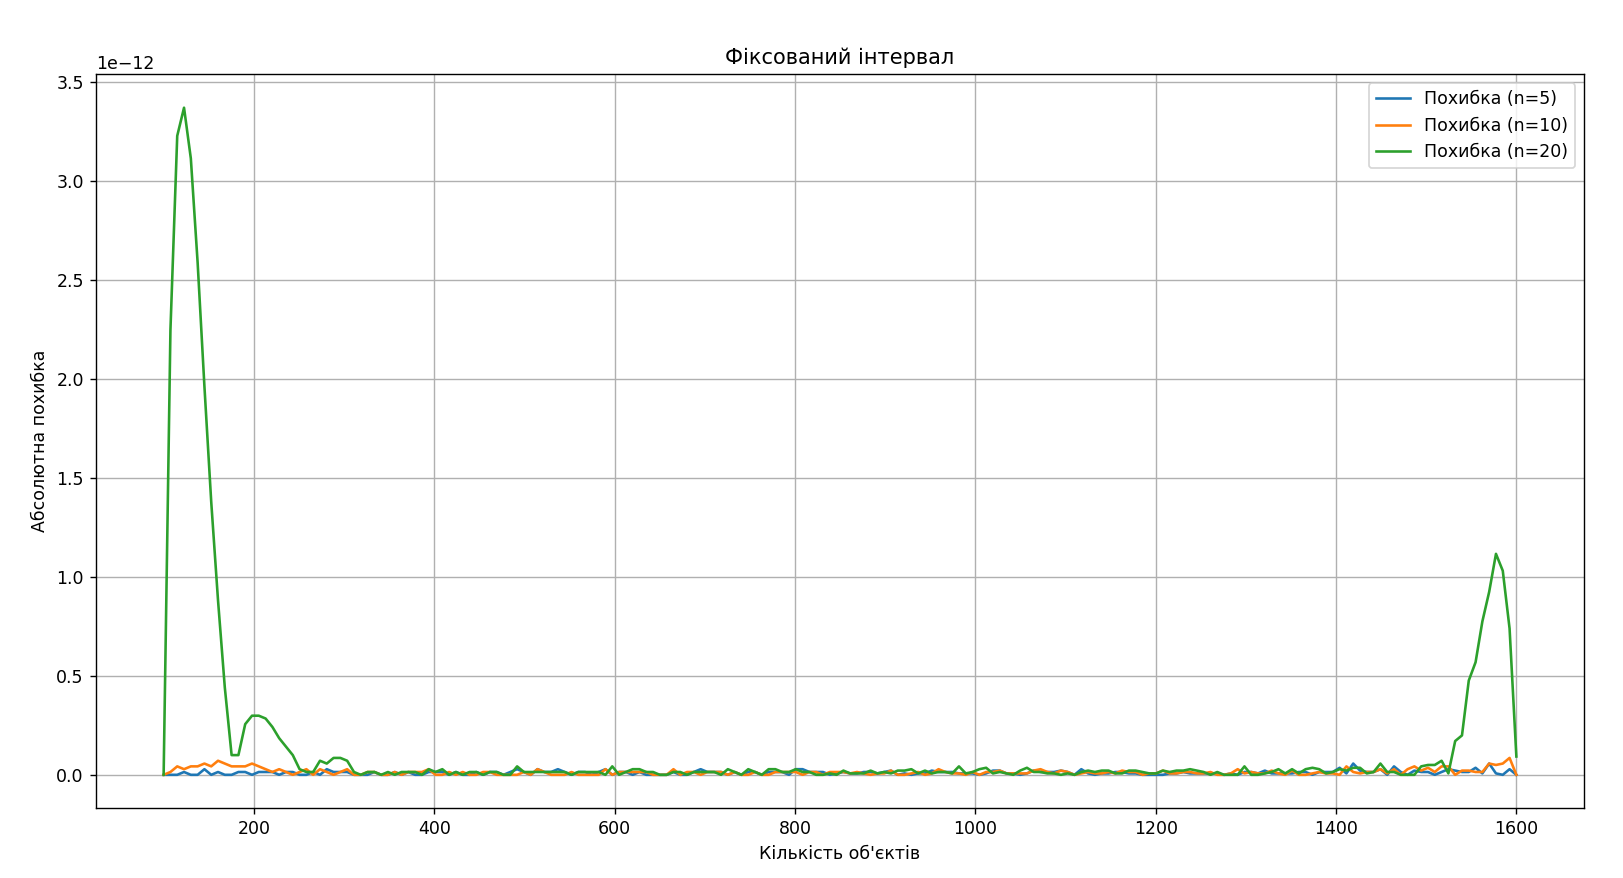 Фіксований інтервал
1e−12
3.5
3.0
2.5
2.0
1.5
1.0
0.5
0.0
Абсолютна похибка
Похибка (n=5)
Похибка (n=10)
Похибка (n=20)
200 400 600 800 1000 1200 1400 1600
Кількість об'єктів